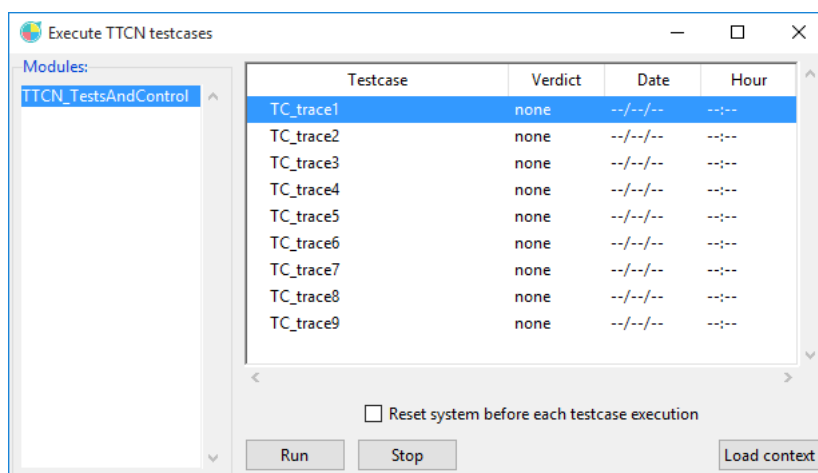 Execute TTCN testcases
Modules:
TTCN_TestsAndControl
Testcase Verdict Date Hour
TC_trace1 none --/--/-- --:--
TC_trace2 none --/--/-- --:--
TC_trace3 none --/--/-- --:--
TC_trace4 none --/--/-- --:--
TC_trace5 none --/--/-- --:--
TC_trace6 none --/--/-- --:--
TC_trace7 none --/--/-- --:--
TC_trace8 none --/--/-- --:--
TC_trace9 none --/--/-- --:--
Reset system before each testcase execution
Run Stop Load context